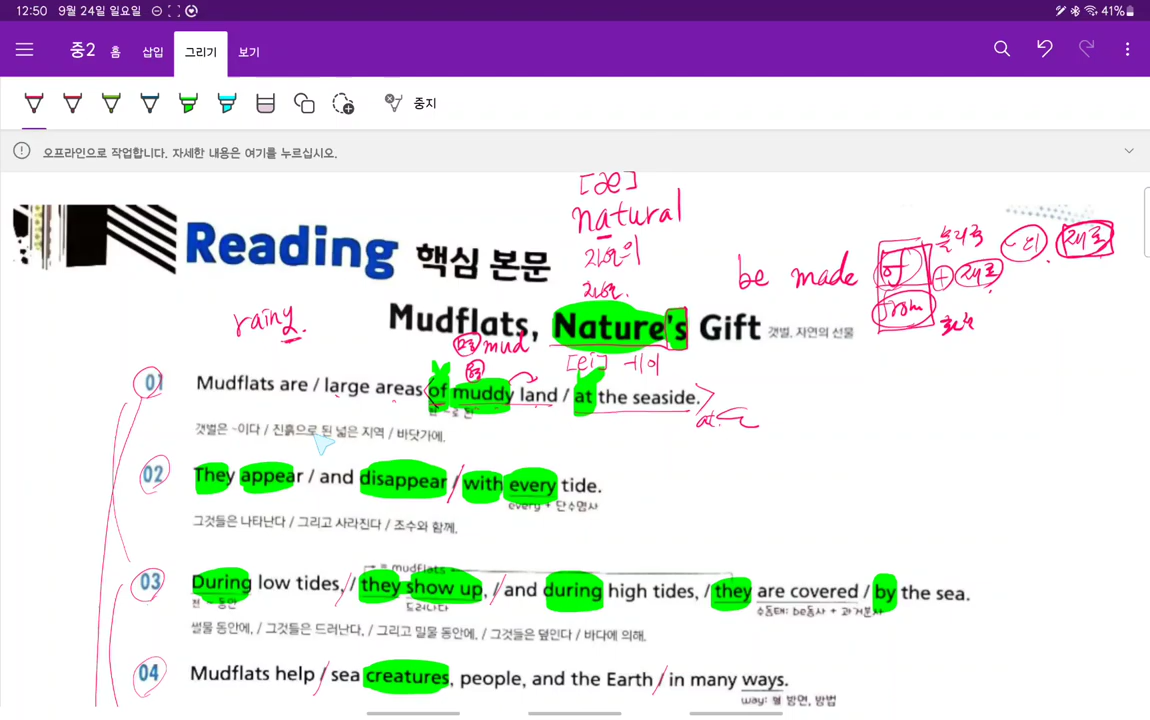 12:50 9월 24일 일요일 41%
중2 홈 삽입 그리기 보기
중지
오프라인으로 작업합니다. 자세한 내용은 여기를 누르십시오.
[æ]
natural
자연의
자연.
be made of + 재료
from
물리적
~의 재료
Reading 핵심 본문
rainy.
Mudflats, Nature's Gift 갯벌, 자연의 선물
mud
[ei] ㅔ이
01 Mudflats are / large areas of muddy land / at the seaside.
at.
갯벌은 ~이다 / 진흙으로 된 넓은 지역 / 바닷가에.
02 They appear / and disappear / with every tide.
every + 단수명사
그것들은 나타난다 / 그리고 사라진다 / 조수와 함께.
= mudflats
03 During low tides, / they show up, / and during high tides, / they are covered / by the sea.
전 ~ 동안
드러나다
수동태: be동사 + 과거분사
썰물 동안에, / 그것들은 드러난다, / 그리고 밀물 동안에, / 그것들은 덮인다 / 바다에 의해.
04 Mudflats help / sea creatures, people, and the Earth / in many ways.
way: 명 방면, 방법